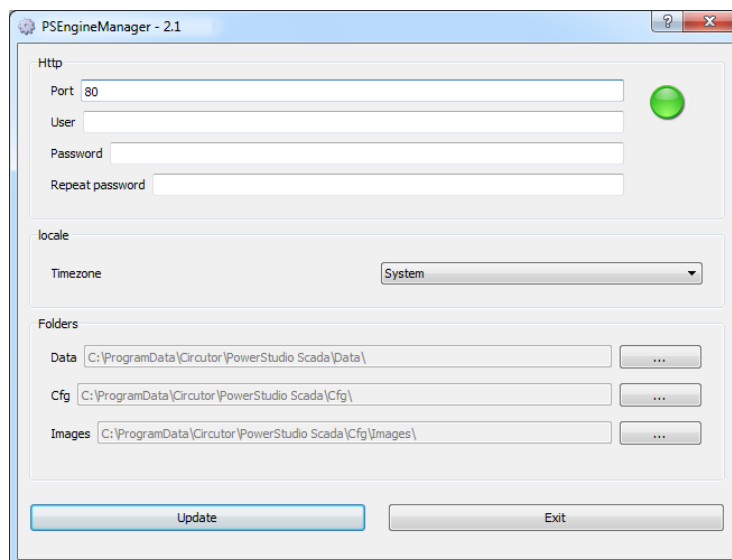 PSEngineManager - 2.1
?
Http
Port 80
User
Password
Repeat password
locale
Timezone System
Folders
Data C:\ProgramData\Circutor\PowerStudio Scada\Data\ ...
Cfg C:\ProgramData\Circutor\PowerStudio Scada\Cfg\ ...
Images C:\ProgramData\Circutor\PowerStudio Scada\Cfg\Images\ ...
Update Exit